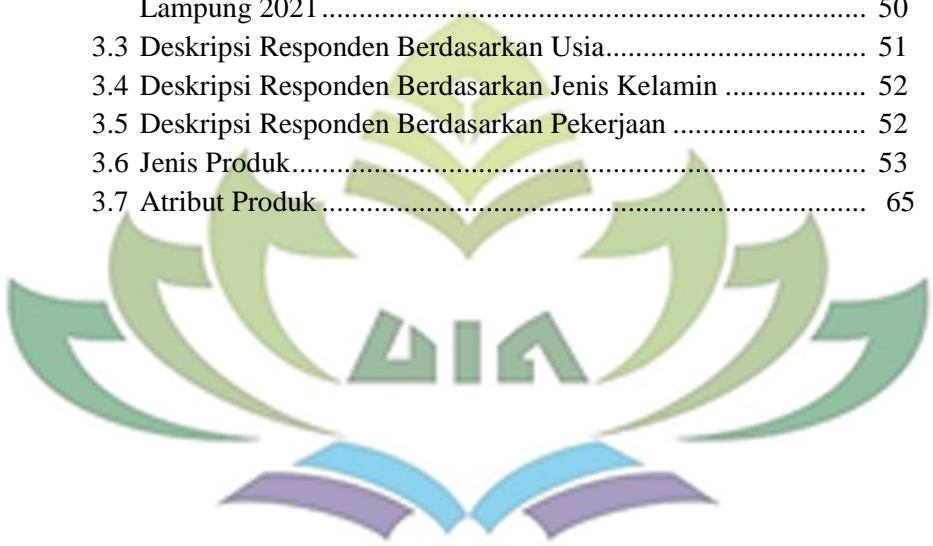 Lampung 2021........................................................................... 50
3.3 Deskripsi Responden Berdasarkan Usia................................... 51
3.4 Deskripsi Responden Berdasarkan Jenis Kelamin ................... 52
3.5 Deskripsi Responden Berdasarkan Pekerjaan .......................... 52
3.6 Jenis Produk.............................................................................. 53
3.7 Atribut Produk .......................................................................... 65
UIN